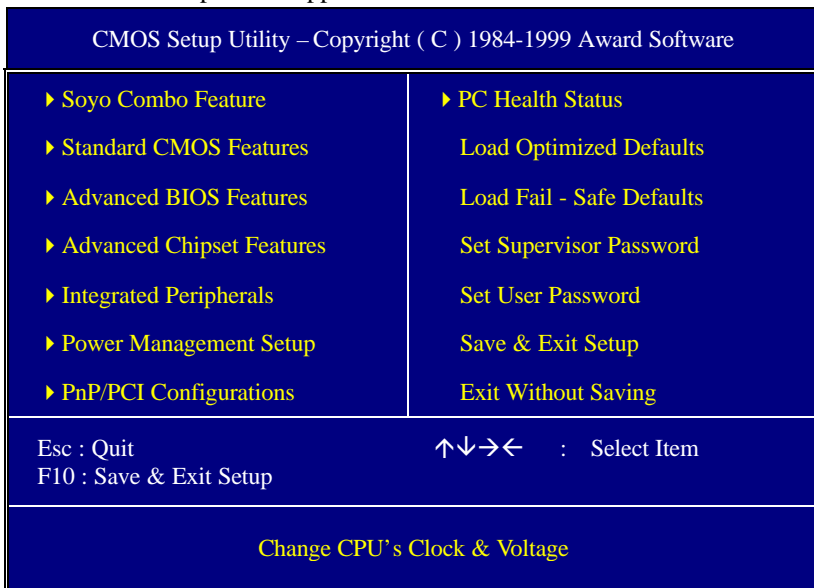 CMOS Setup Utility – Copyright ( C ) 1984-1999 Award Software
Soyo Combo Feature
Standard CMOS Features
Advanced BIOS Features
Advanced Chipset Features
Integrated Peripherals
Power Management Setup
PnP/PCI Configurations
PC Health Status
Load Optimized Defaults
Load Fail - Safe Defaults
Set Supervisor Password
Set User Password
Save & Exit Setup
Exit Without Saving
Esc : Quit
F10 : Save & Exit Setup
↑↓→← : Select Item
Change CPU's Clock & Voltage